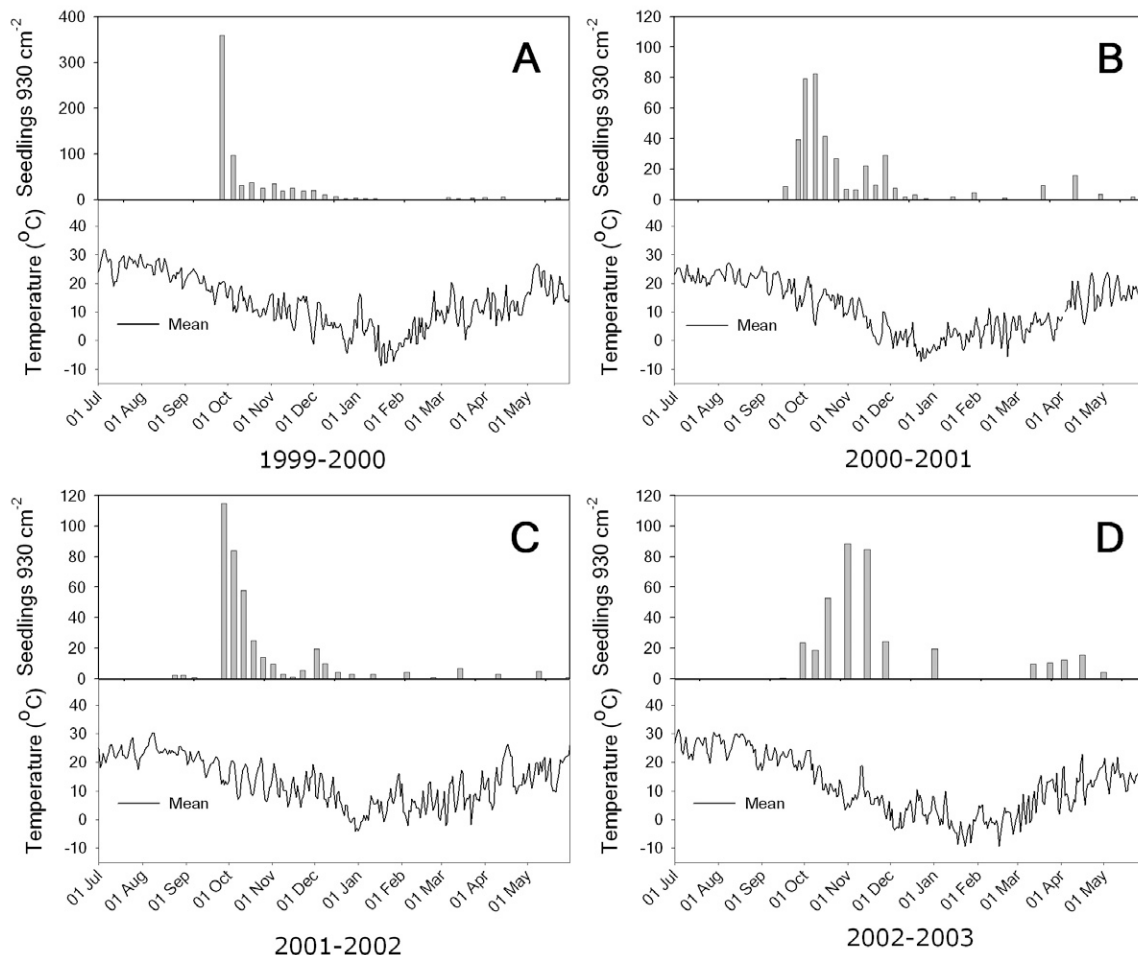 A
Seedlings 930 cm-2
400
300
200
100
0
Temperature (oC)
40
30
20
10
0
-10
Mean
01 Jul
01 Aug
01 Sep
01 Oct
01 Nov
01 Dec
01 Jan
01 Feb
01 Mar
01 Apr
01 May
1999-2000
B
Seedlings 930 cm-2
120
100
80
60
40
20
0
Temperature (oC)
40
30
20
10
0
-10
Mean
01 Jul
01 Aug
01 Sep
01 Oct
01 Nov
01 Dec
01 Jan
01 Feb
01 Mar
01 Apr
01 May
2000-2001
C
Seedlings 930 cm-2
120
100
80
60
40
20
0
Temperature (oC)
40
30
20
10
0
-10
Mean
01 Jul
01 Aug
01 Sep
01 Oct
01 Nov
01 Dec
01 Jan
01 Feb
01 Mar
01 Apr
01 May
2001-2002
D
Seedlings 930 cm-2
120
100
80
60
40
20
0
Temperature (oC)
40
30
20
10
0
-10
Mean
01 Jul
01 Aug
01 Sep
01 Oct
01 Nov
01 Dec
01 Jan
01 Feb
01 Mar
01 Apr
01 May
2002-2003